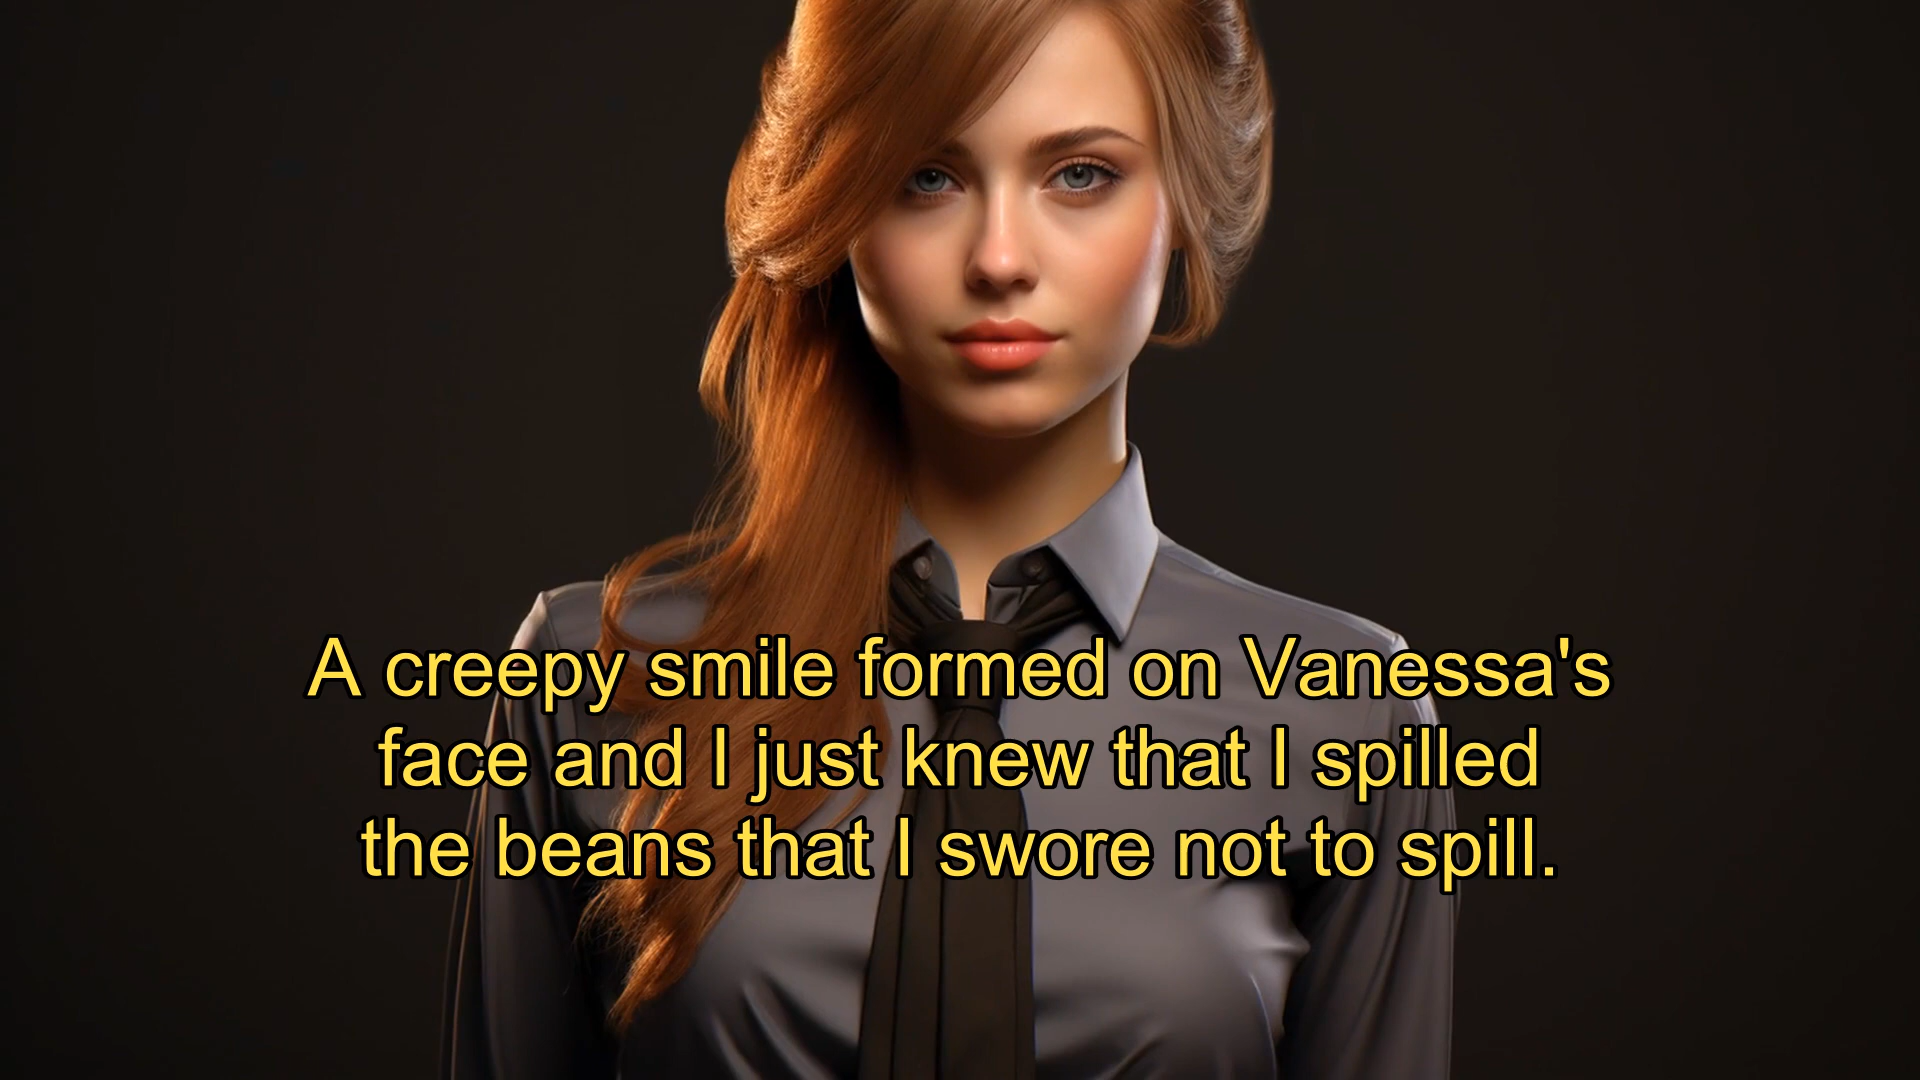 A creepy smile formed on Vanessa's
face and I just knew that I spilled
the beans that I swore not to spill.